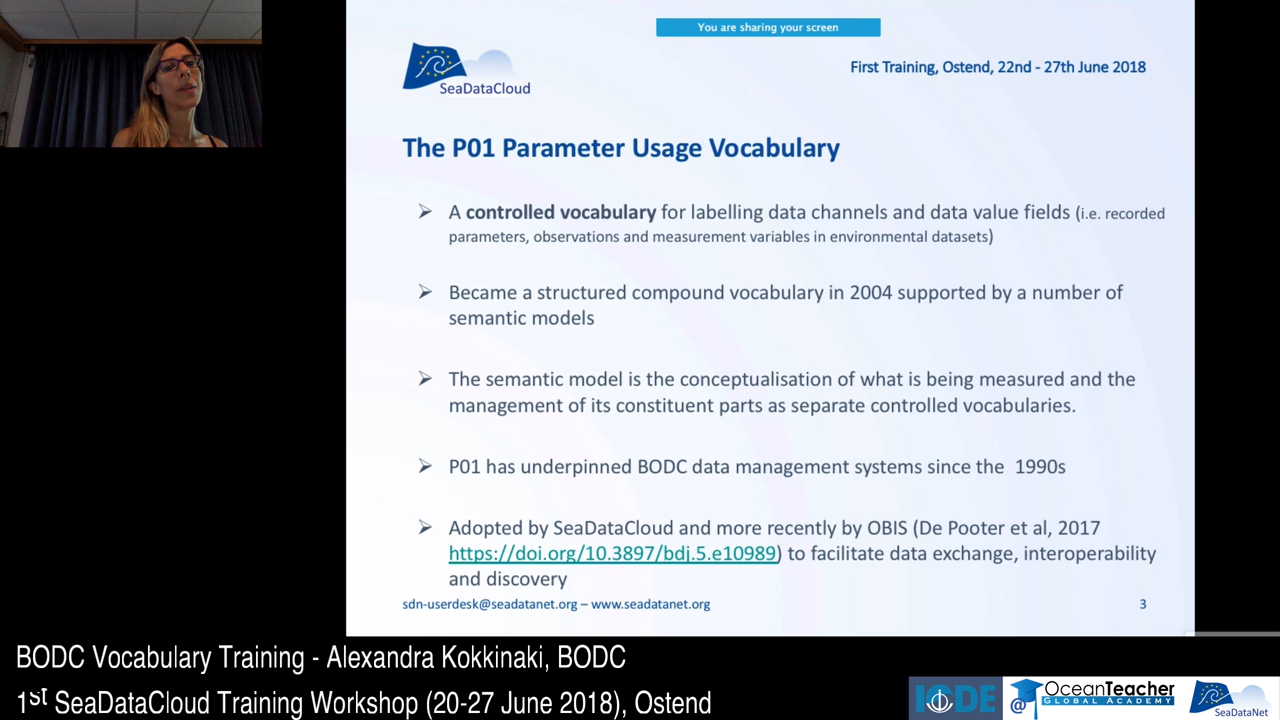 You are sharing your screen
SeaDataCloud
First Training, Ostend, 22nd - 27th June 2018
The P01 Parameter Usage Vocabulary
➢ A controlled vocabulary for labelling data channels and data value fields (i.e. recorded
parameters, observations and measurement variables in environmental datasets)
➢ Became a structured compound vocabulary in 2004 supported by a number of
semantic models
➢ The semantic model is the conceptualisation of what is being measured and the
management of its constituent parts as separate controlled vocabularies.
➢ P01 has underpinned BODC data management systems since the 1990s
➢ Adopted by SeaDataCloud and more recently by OBIS (De Pooter et al, 2017
https://doi.org/10.3897/bdj.5.e10989) to facilitate data exchange, interoperability
and discovery
sdn-userdesk@seadatanet.org – www.seadatanet.org
3
BODC Vocabulary Training - Alexandra Kokkinaki, BODC
1st SeaDataCloud Training Workshop (20-27 June 2018), Ostend
IODE
@ OceanTeacher
GLOBAL ACADEMY
SeaDataNet